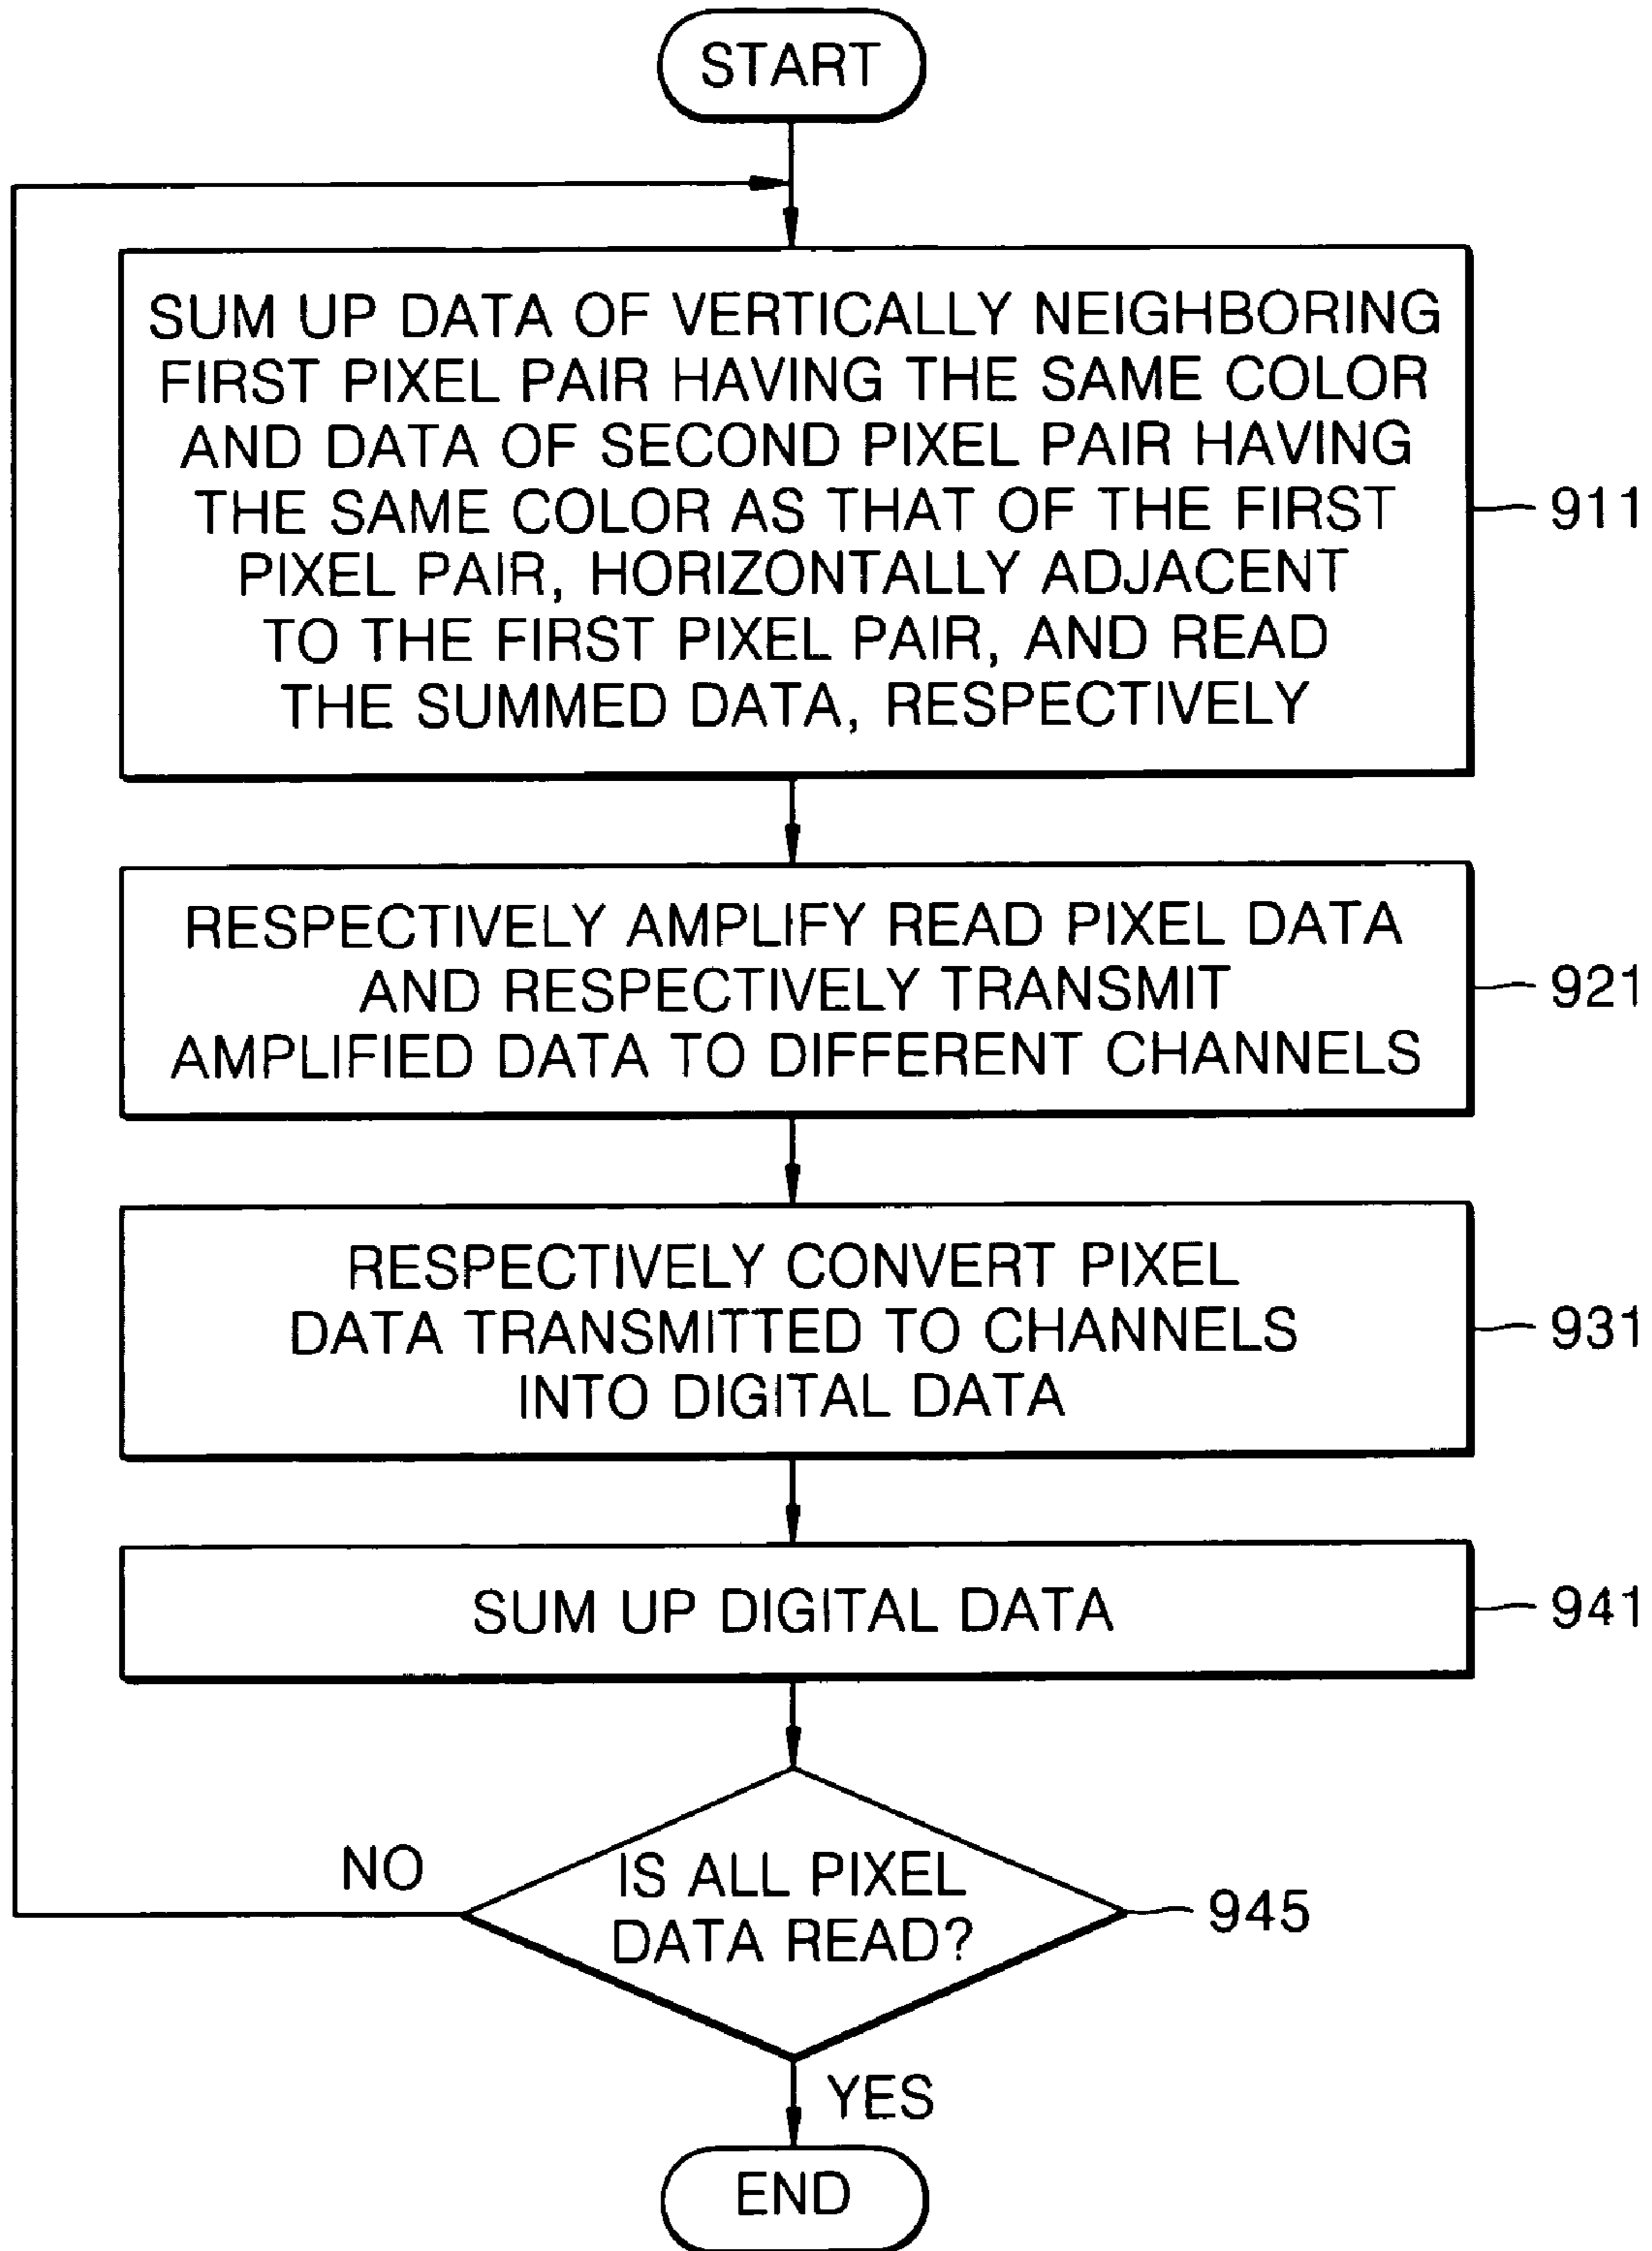 START
SUM UP DATA OF VERTICALLY NEIGHBORING
FIRST PIXEL PAIR HAVING THE SAME COLOR
AND DATA OF SECOND PIXEL PAIR HAVING
THE SAME COLOR AS THAT OF THE FIRST
PIXEL PAIR, HORIZONTALLY ADJACENT
TO THE FIRST PIXEL PAIR, AND READ
THE SUMMED DATA, RESPECTIVELY
911
RESPECTIVELY AMPLIFY READ PIXEL DATA
AND RESPECTIVELY TRANSMIT
AMPLIFIED DATA TO DIFFERENT CHANNELS
921
RESPECTIVELY CONVERT PIXEL
DATA TRANSMITTED TO CHANNELS
INTO DIGITAL DATA
931
SUM UP DIGITAL DATA
941
NO
IS ALL PIXEL
DATA READ?
945
YES
END